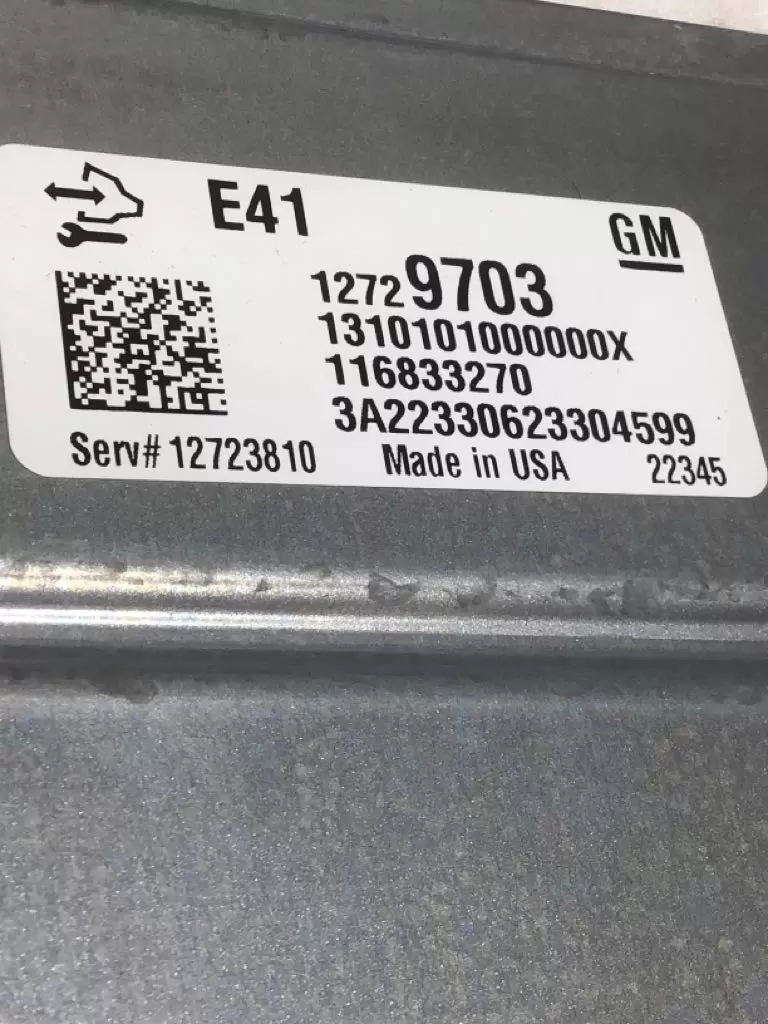 E41
GM
12729703
1310101000000X
116833270
3A22330623304599
Serv# 12723810
Made in USA
22345